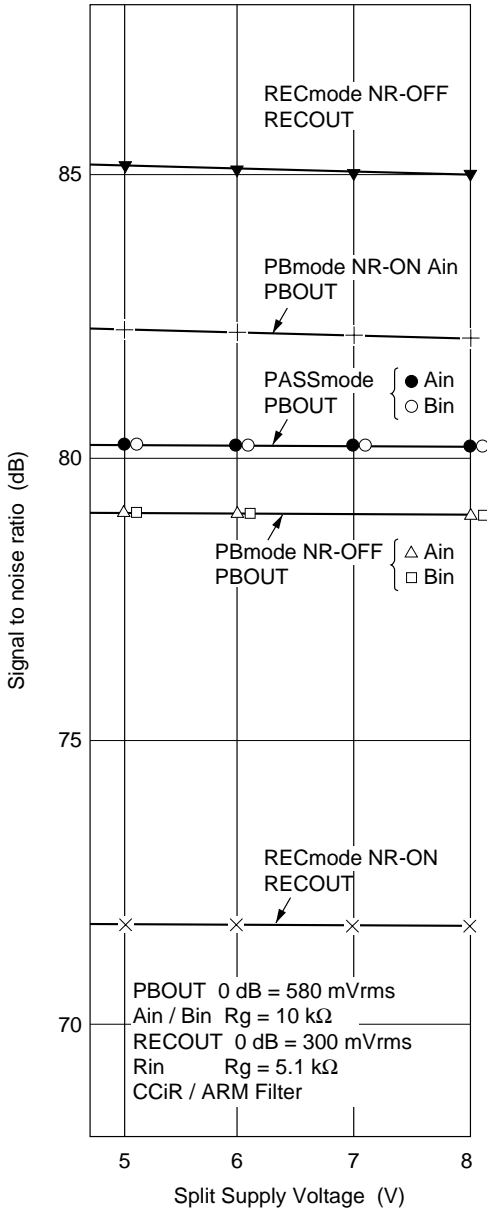 RECmode NR-OFF
RECOUT
85
PBmode NR-ON Ain
PBOUT
PASSmode
PBOUT
Ain
Bin
80
PBmode NR-OFF
PBOUT
Ain
Bin
Signal to noise ratio (dB)
75
RECmode NR-ON
RECOUT
PBOUT 0 dB = 580 mVrms
Ain / Bin Rg = 10 kΩ
RECOUT 0 dB = 300 mVrms
Rin Rg = 5.1 kΩ
CCiR / ARM Filter
70
5 6 7 8
Split Supply Voltage (V)